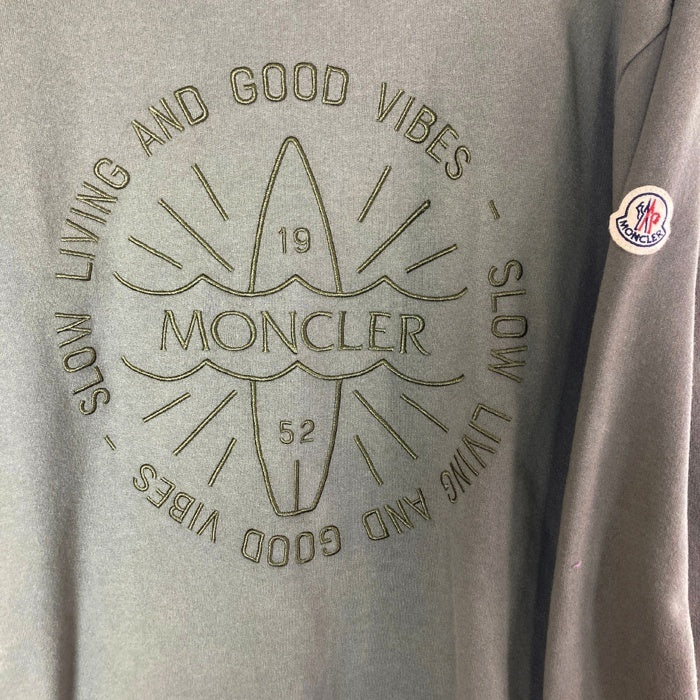 SLOW LIVING AND GOOD VIBES - SLOW LIVING AND GOOD VIBES -
19
MONCLER
52
MONCLER